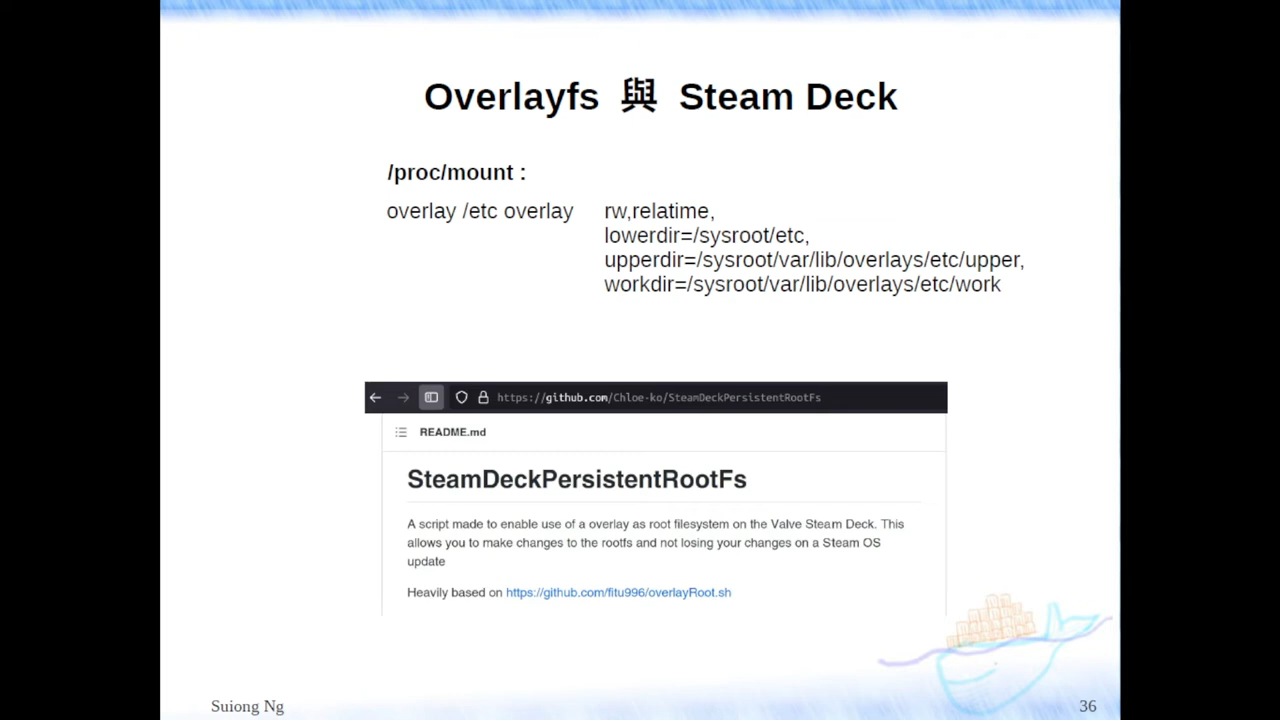 Overlayfs 與 Steam Deck
/proc/mount :
overlay /etc overlay rw,relatime,
lowerdir=/sysroot/etc,
upperdir=/sysroot/var/lib/overlays/etc/upper,
workdir=/sysroot/var/lib/overlays/etc/work
https://github.com/Chloe-ko/SteamDeckPersistentRootFs
README.md
SteamDeckPersistentRootFs
A script made to enable use of a overlay as root filesystem on the Valve Steam Deck. This
allows you to make changes to the rootfs and not losing your changes on a Steam OS
update
Heavily based on https://github.com/fitu996/overlayRoot.sh
Suiong Ng
36